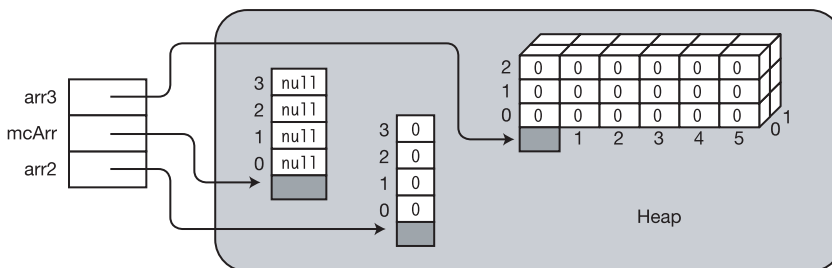 arr3
mcArr
arr2
3 null
2 null
1 null
0 null
3 0
2 0
1 0
0 0
2 0 0 0 0 0 0
1 0 0 0 0 0 0
0 0 0 0 0 0 0
1 2 3 4 5
0 1
Heap